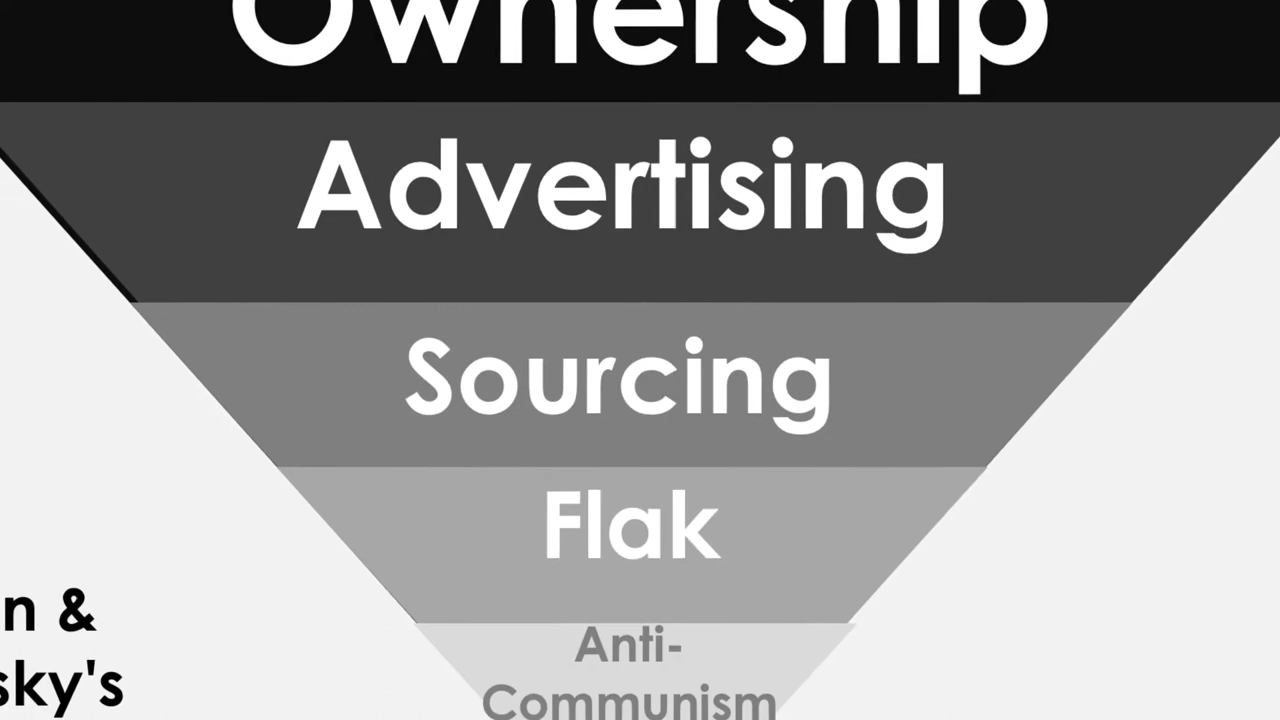 Ownership
Advertising
Sourcing
Flak
n &
sky's
Anti-
Communism